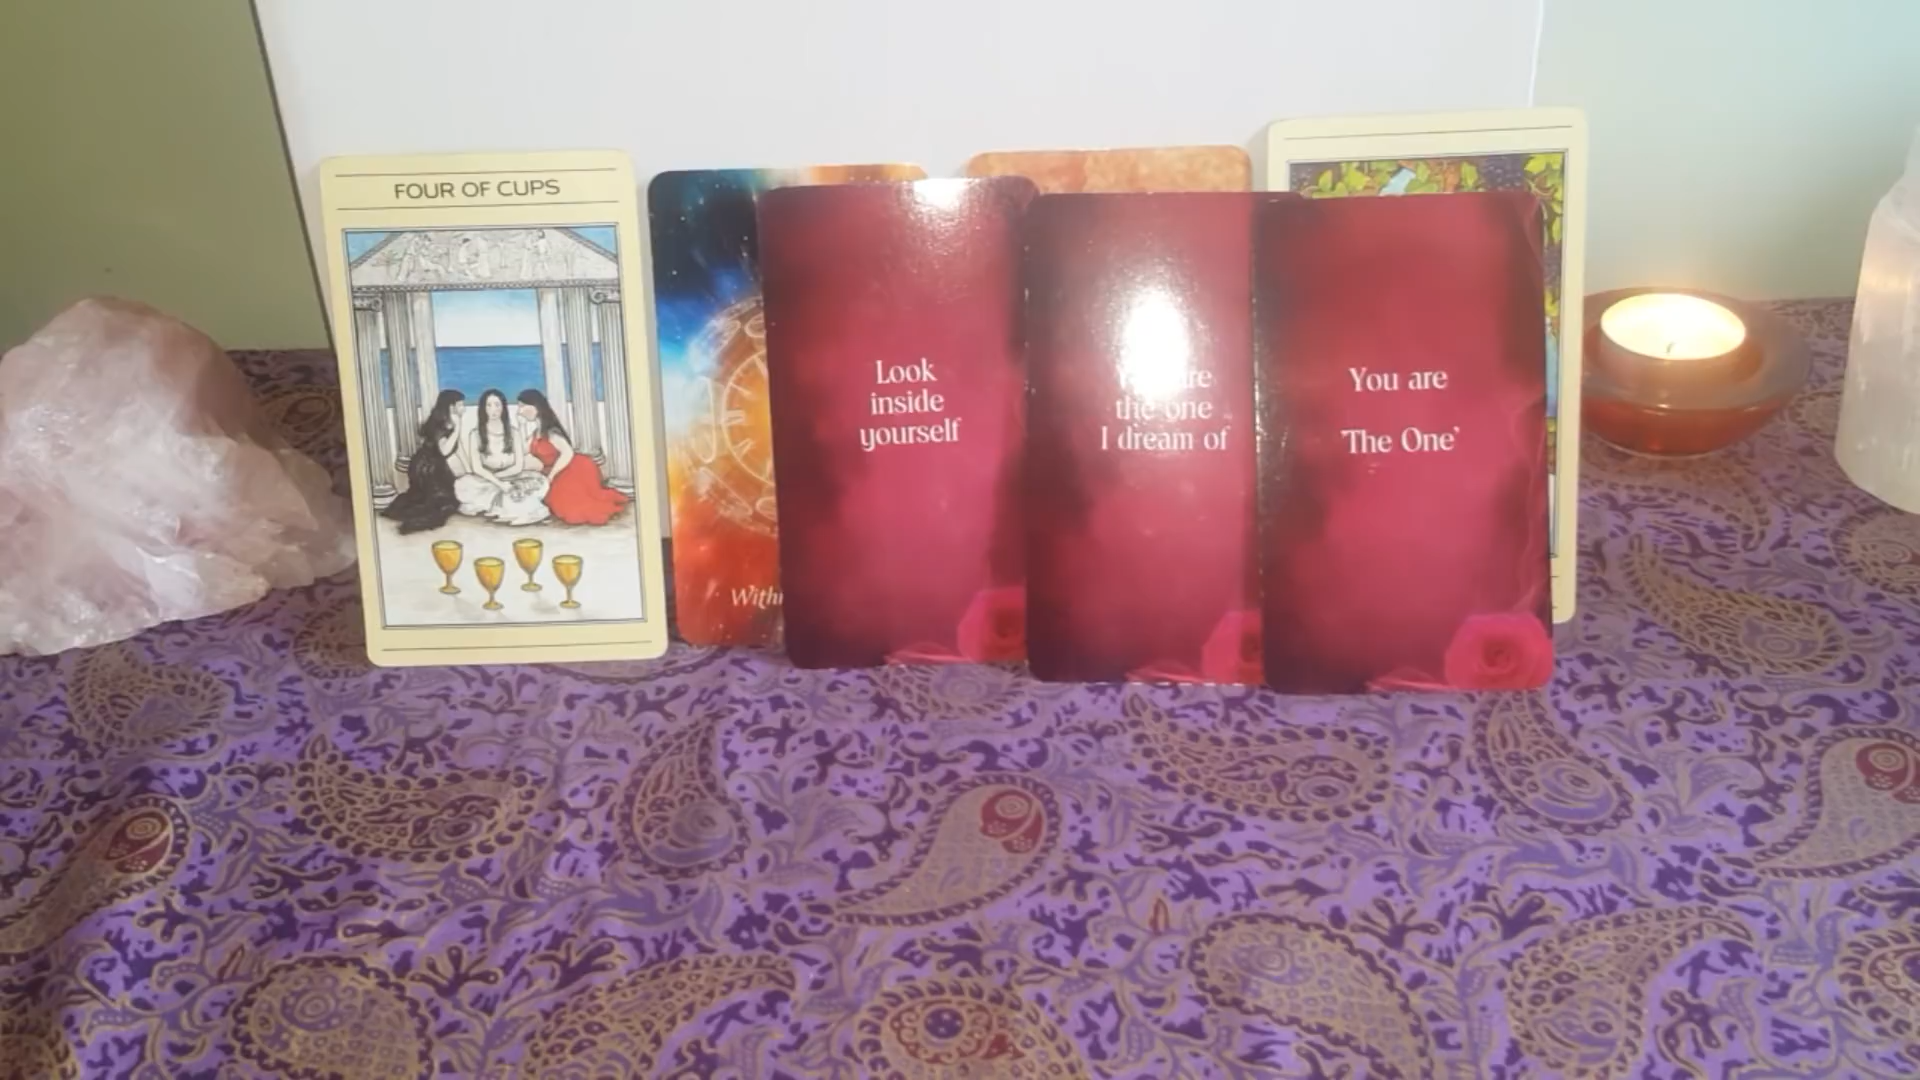 FOUR OF CUPS
Look
inside
yourself
the one
I dream of
You are
'The One'